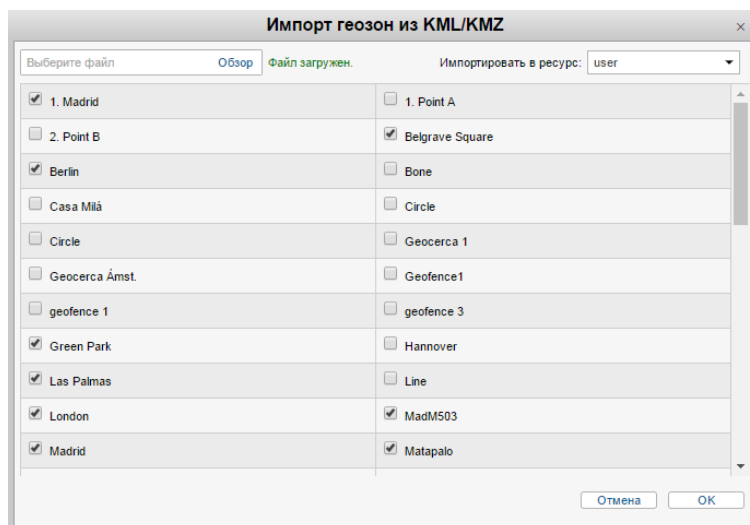 Импорт геозон из KML/KMZ
×
Выберите файл Обзор Файл загружен. Импортировать в ресурс: user
1. Madrid 1. Point A
2. Point B Belgrave Square
Berlin Bone
Casa Milá Circle
Circle Geocerca 1
Geocerca Ámst. Geofence1
geofence 1 geofence 3
Green Park Hannover
Las Palmas Line
London MadM503
Madrid Matapalo
Отмена OK